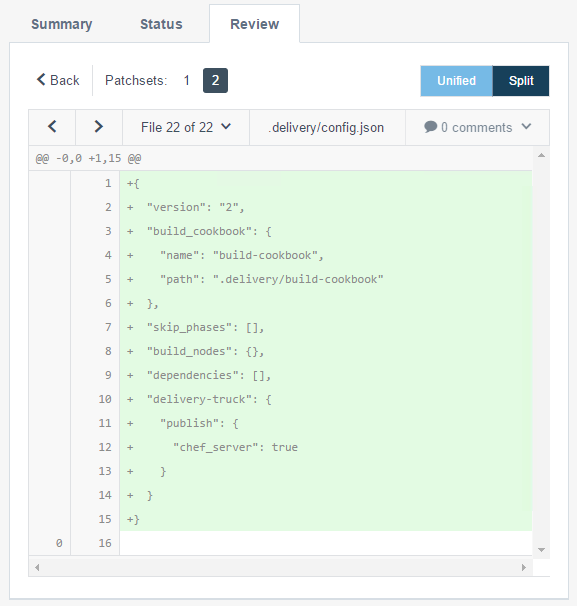 Summary Status Review
Back Patchsets: 1 2 Unified Split
File 22 of 22 .delivery/config.json 0 comments
@@ -0,0 +1,15 @@
1 +{
2 +  "version": "2",
3 +  "build_cookbook": {
4 +    "name": "build-cookbook",
5 +    "path": ".delivery/build-cookbook"
6 +  },
7 +  "skip_phases": [],
8 +  "build_nodes": {},
9 +  "dependencies": [],
10 +  "delivery-truck": {
11 +    "publish": {
12 +      "chef_server": true
13 +    }
14 +  }
15 +}
0 16